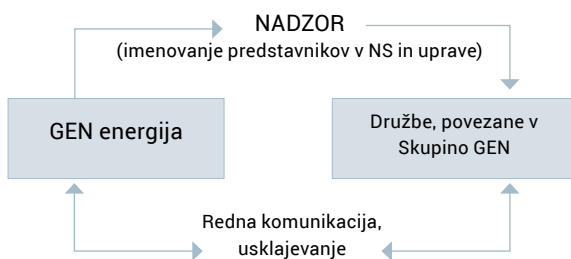 NADZOR
(imenovanje predstavnikov v NS in uprave)
GEN energija
Družbe, povezane v
Skupino GEN
Redna komunikacija,
usklajevanje